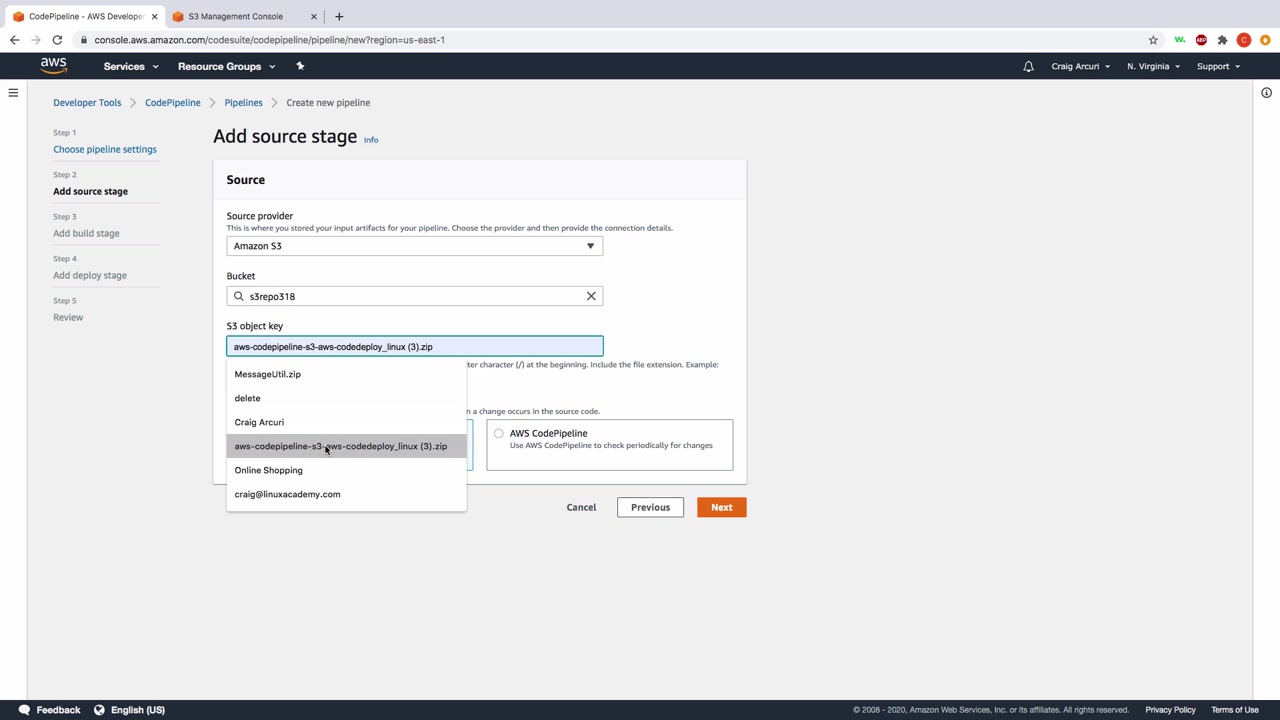 CodePipeline - AWS Develope
S3 Management Console
console.aws.amazon.com/codesuite/codepipeline/pipeline/new?region=us-east-1
aws
Services
Resource Groups
Craig Arcuri
N. Virginia
Support
Developer Tools
CodePipeline
Pipelines
Create new pipeline
Step 1
Choose pipeline settings
Step 2
Add source stage
Step 3
Add build stage
Step 4
Add deploy stage
Step 5
Review
Add source stage Info
Source
Source provider
This is where you stored your input artifacts for your pipeline. Choose the provider and then provide the connection details.
Amazon S3
Bucket
s3repo318
S3 object key
aws-codepipeline-s3-aws-codedeploy_linux (3).zip
ter character (/) at the beginning. Include the file extension. Example:
MessageUtil.zip
delete
Craig Arcuri
aws-codepipeline-s3-aws-codedeploy_linux (3).zip
Online Shopping
craig@linuxacademy.com
n a change occurs in the source code.
AWS CodePipeline
Use AWS CodePipeline to check periodically for changes
Cancel
Previous
Next
Feedback
English (US)
© 2008 - 2020, Amazon Web Services, Inc. or its affiliates. All rights reserved.
Privacy Policy
Terms of Use